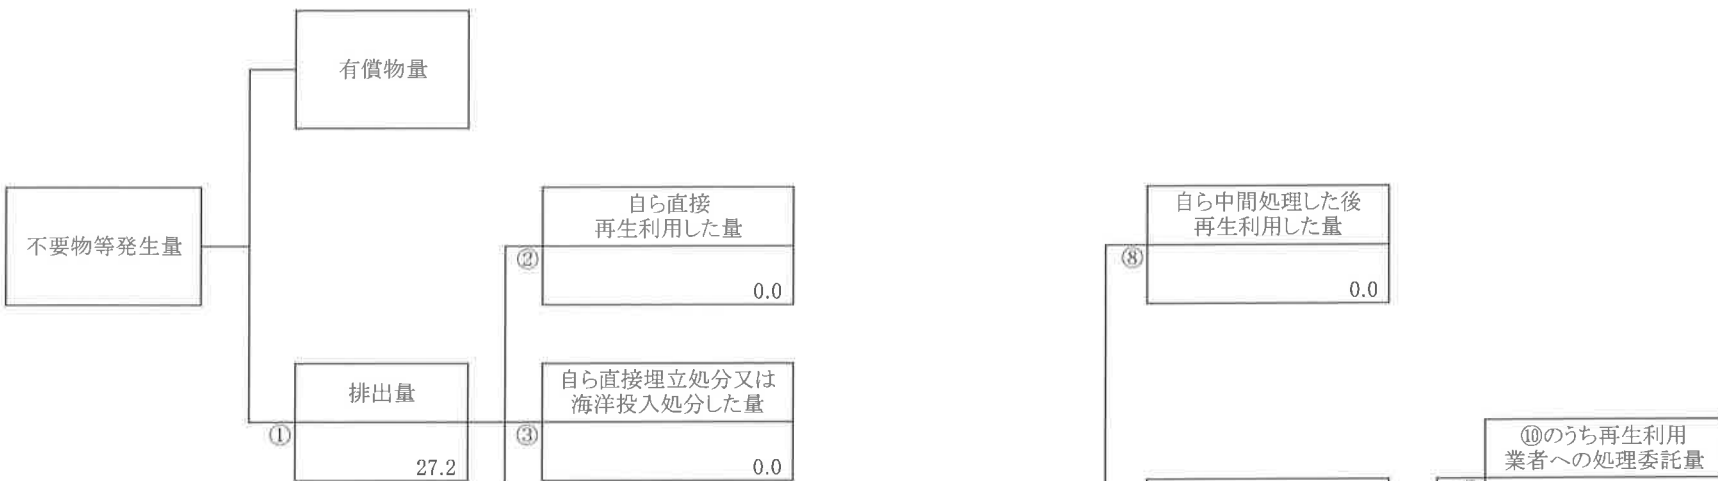 有償物量
不要物等発生量
自ら直接
再生利用した量
②
0.0
自ら中間処理した後
再生利用した量
⑧
0.0
排出量
①
27.2
自ら直接埋立処分又は
海洋投入処分した量
③
0.0
⑩のうち再生利用
業者への処理委託量